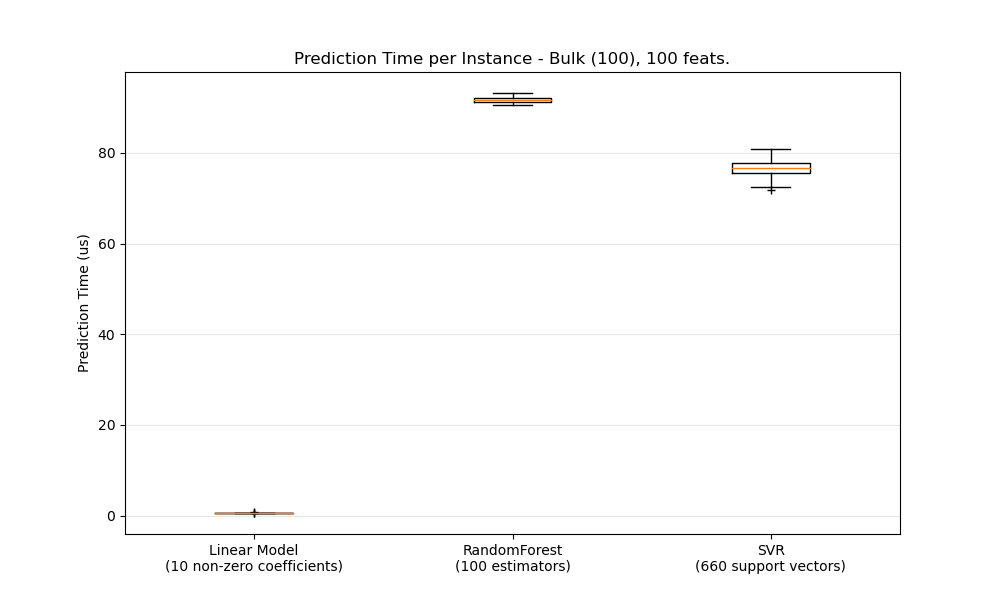 Prediction Time per Instance - Bulk (100), 100 feats.
Prediction Time (us)
80
60
40
20
0
Linear Model
(10 non-zero coefficients)
RandomForest
(100 estimators)
SVR
(660 support vectors)